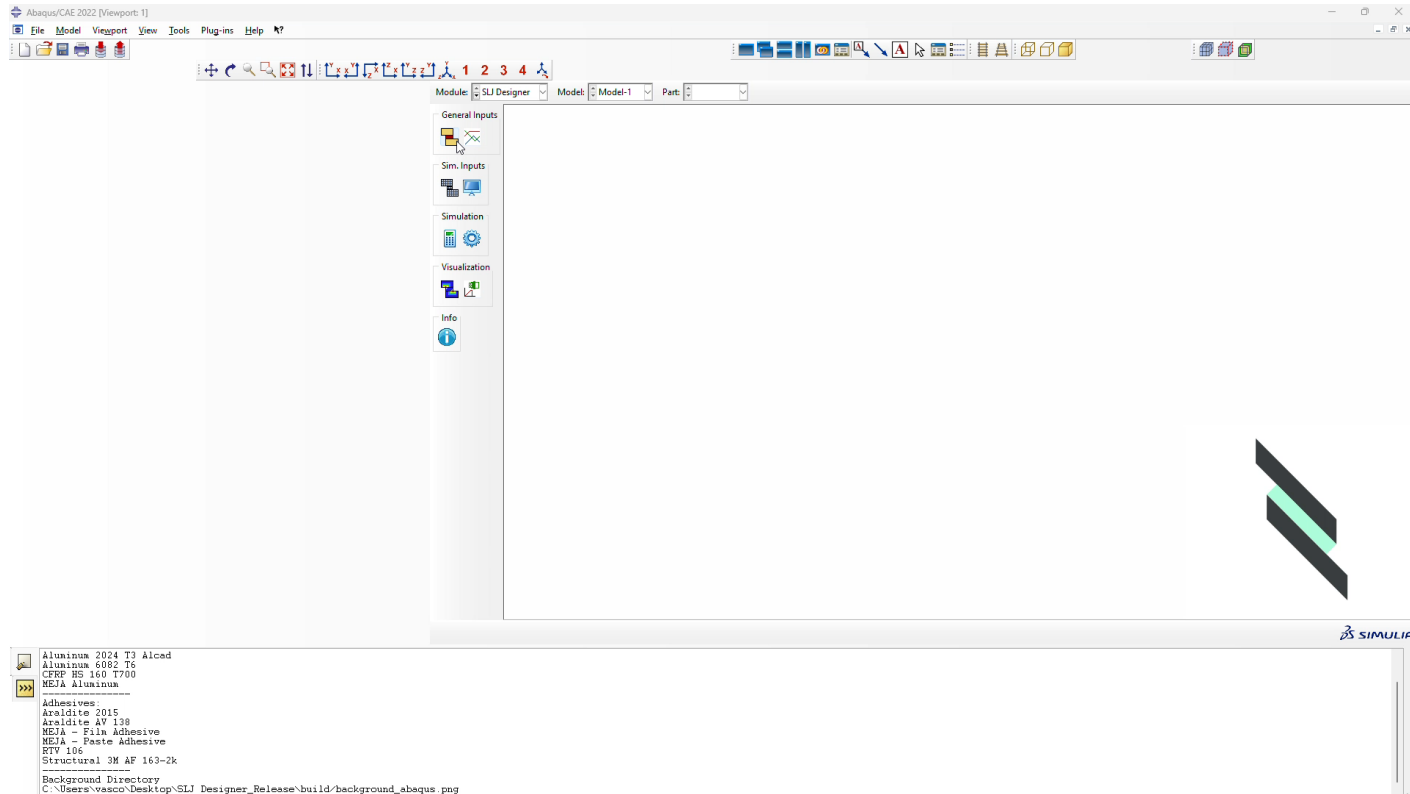 Abaqus/CAE 2022 [Viewport: 1]
File Model Viewport View Tools Plug-ins Help
A A
Y X X Y Z X Z X Y Z Z Y 1 2 3 4
Module: SLJ Designer Model: Model-1 Part:
General Inputs
Sim. Inputs
Simulation
Visualization
Info
SIMULIA
Aluminum 2024 T3 Alcad
Aluminum 6082 T6
CFRP HS 160 T700
MEJA Aluminum
---------------
Adhesives:
Araldite 2015
Araldite AV 138
MEJA - Film Adhesive
MEJA - Paste Adhesive
RTV 106
Structural 3M AF 163-2k
---------------
Background Directory
C:\Users\vasco\Desktop\SLJ Designer_Release\build/background_abaqus.png